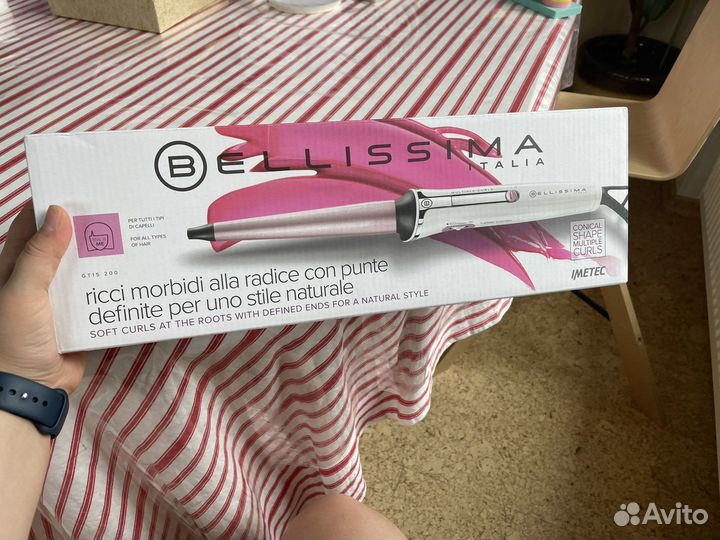 BELLISSIMA
ITALIA
BELLISSIMA
PER TUTTI I TIPI
DI CAPELLI
FOR ALL TYPES
OF HAIR
GT15 200
CONICAL
SHAPE
MULTIPLE
CURLS
IMETEC
ricci morbidi alla radice con punte
definite per uno stile naturale
SOFT CURLS AT THE ROOTS WITH DEFINED ENDS FOR A NATURAL STYLE
Avito